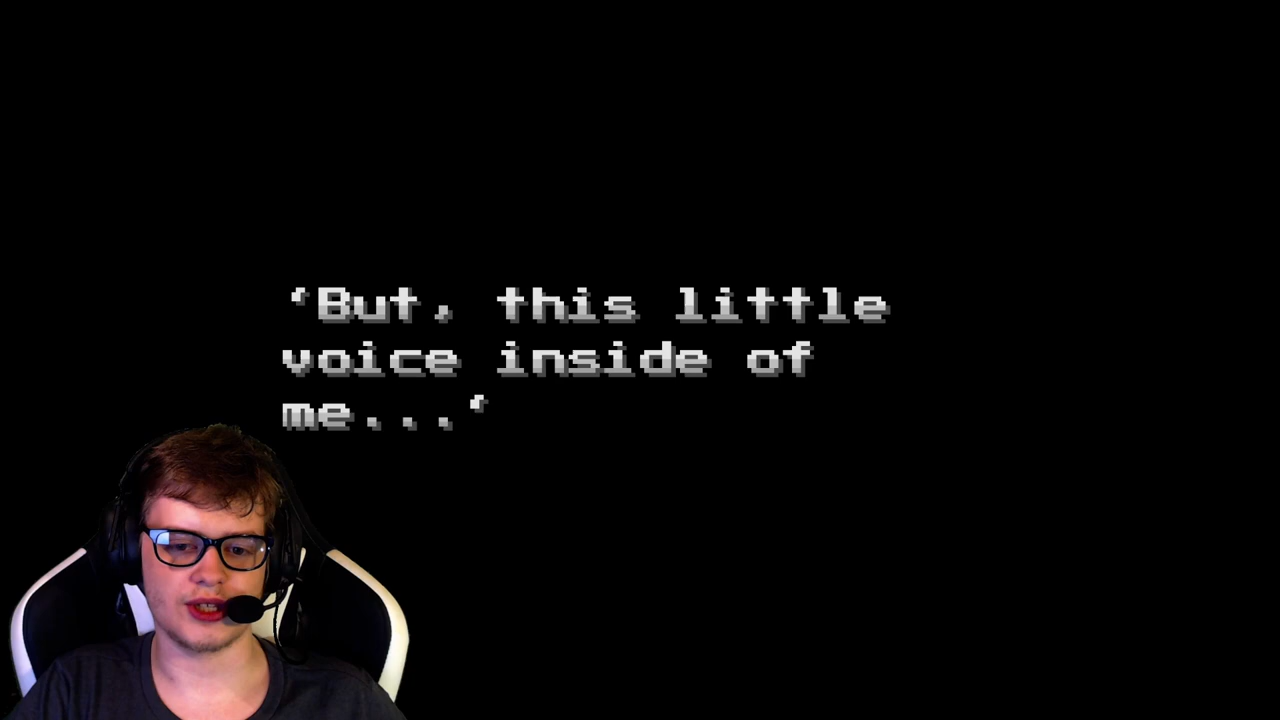 ‘But, this little
voice inside of
me...‘